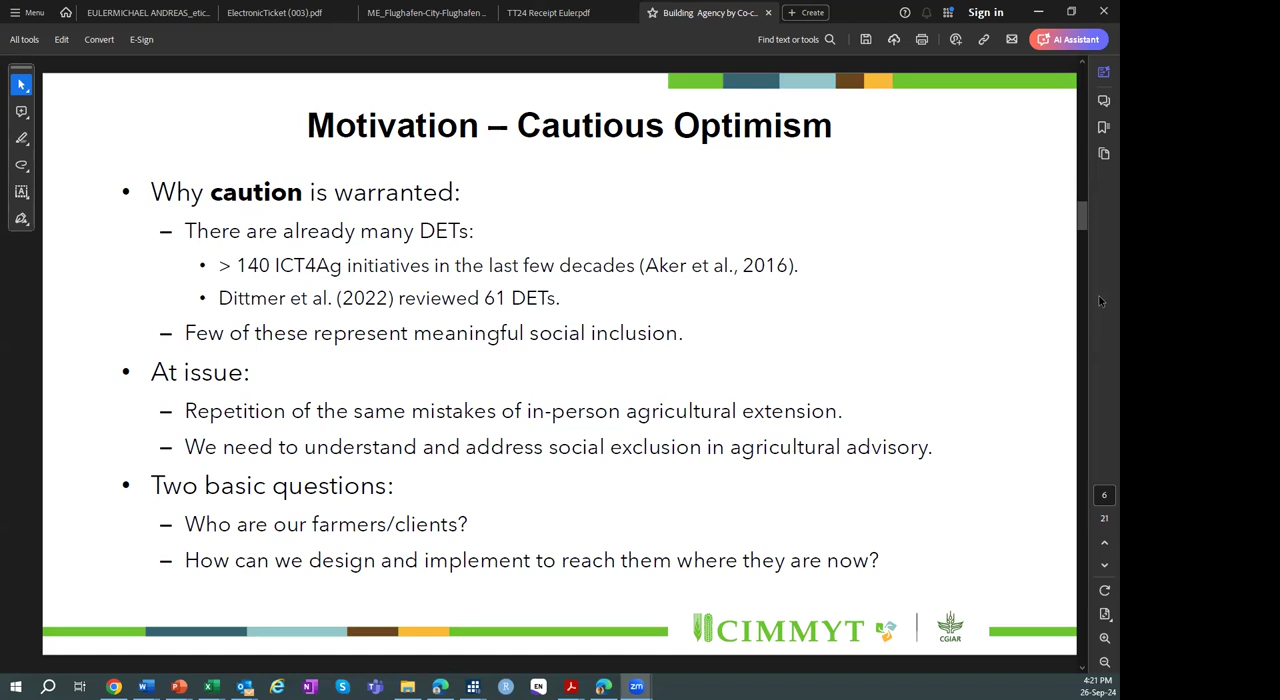 Menu
EULERMICHAEL ANDREAS_etic...
ElectronicTicket (003).pdf
ME_Flughafen-City-Flughafen ...
TT24 Receipt Euler.pdf
Building Agency by Co-c...
Create
Sign in
All tools
Edit
Convert
E-Sign
Find text or tools
AI Assistant
Motivation – Cautious Optimism
• Why caution is warranted:
– There are already many DETs:
• > 140 ICT4Ag initiatives in the last few decades (Aker et al., 2016).
• Dittmer et al. (2022) reviewed 61 DETs.
– Few of these represent meaningful social inclusion.
• At issue:
– Repetition of the same mistakes of in-person agricultural extension.
– We need to understand and address social exclusion in agricultural advisory.
• Two basic questions:
– Who are our farmers/clients?
– How can we design and implement to reach them where they are now?
6
21
CIMMYT
CGIAR
EN
zm
4:21 PM
26-Sep-24